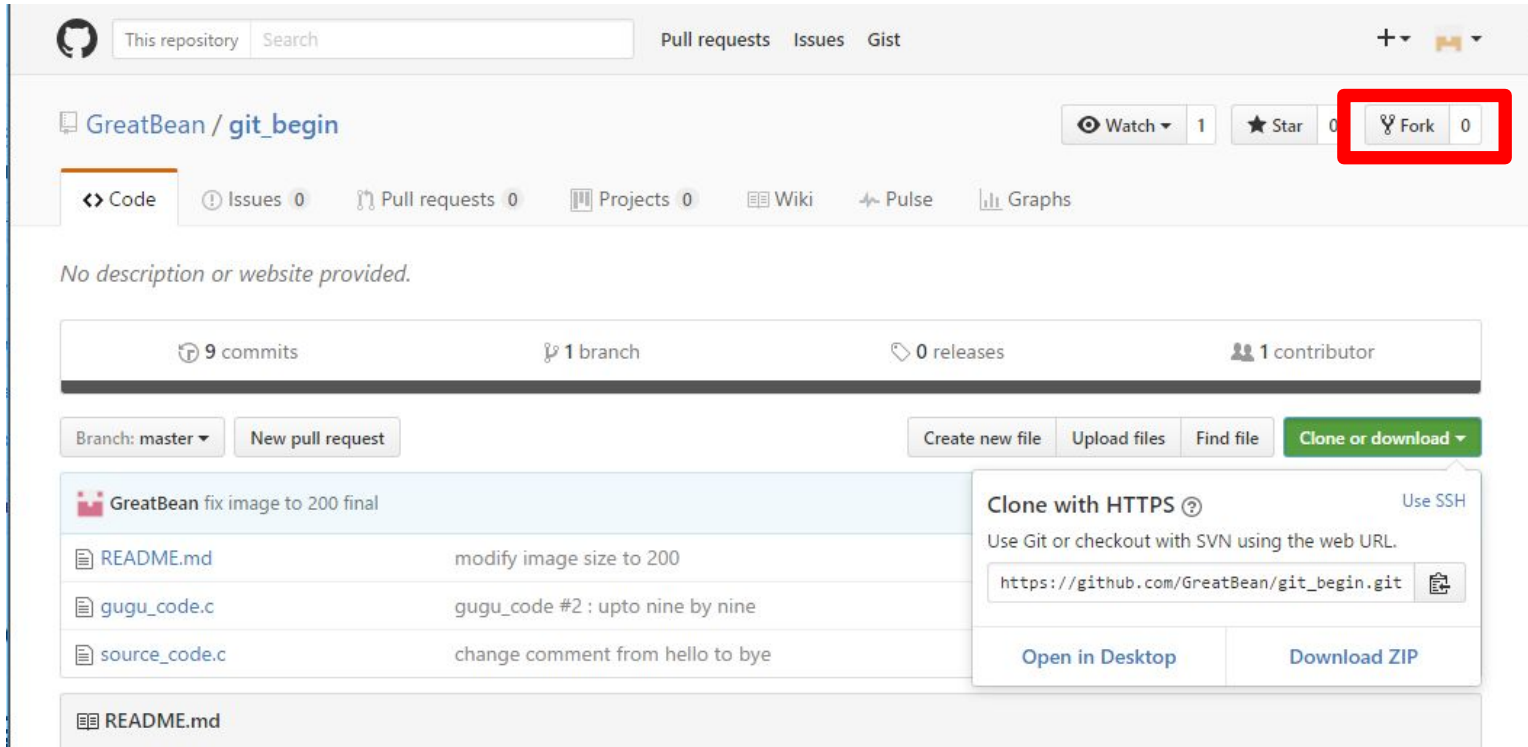 This repository Search Pull requests Issues Gist
GreatBean / git_begin Watch 1 Star 0 Fork 0
Code Issues 0 Pull requests 0 Projects 0 Wiki Pulse Graphs
No description or website provided.
9 commits 1 branch 0 releases 1 contributor
Branch: master New pull request Create new file Upload files Find file Clone or download
GreatBean fix image to 200 final
Clone with HTTPS Use SSH
Use Git or checkout with SVN using the web URL.
https://github.com/GreatBean/git_begin.git
Open in Desktop Download ZIP
README.md modify image size to 200
gugu_code.c gugu_code #2 : upto nine by nine
source_code.c change comment from hello to bye
README.md